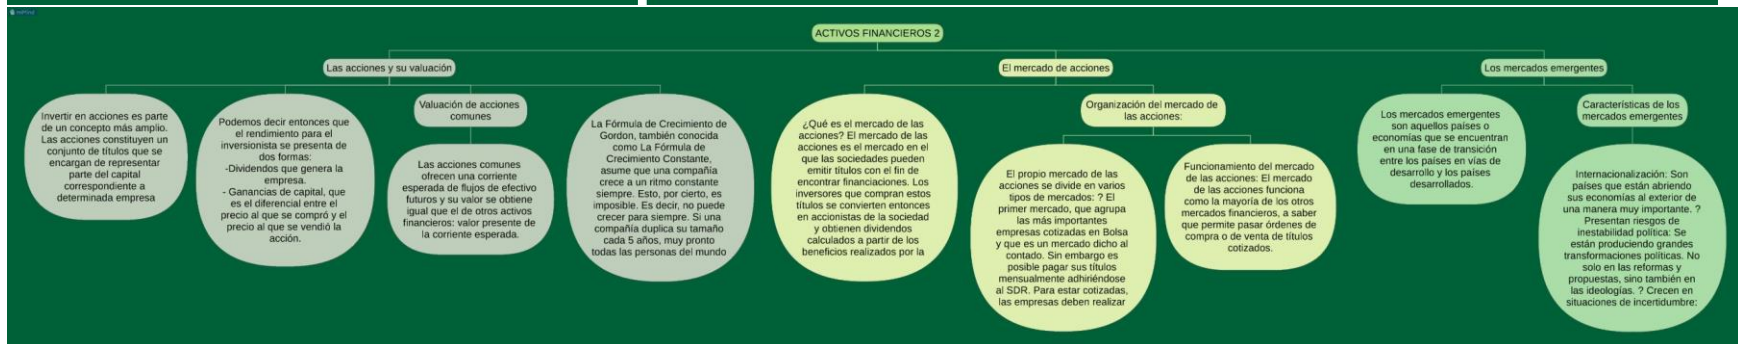 ACTIVOS FINANCIEROS 2
Las acciones y su valuación
Invertir en acciones es parte
de un concepto más amplio.
Las acciones constituyen un
conjunto de títulos que se
encargan de representar
parte del capital
correspondiente a
determinada empresa
Podemos decir entonces que
el rendimiento para el
inversionista se presenta de
dos formas:
-Dividendos que genera la
empresa.
- Ganancias de capital, que
es el diferencial entre el
precio al que se compró y el
precio al que se vendió la
acción.
Valuación de acciones
comunes
Las acciones comunes
ofrecen una corriente
esperada de flujos de efectivo
futuros y su valor se obtiene
igual que el de otros activos
financieros: valor presente de
la corriente esperada.
La Fórmula de Crecimiento de
Gordon, también conocida
como La Fórmula de
Crecimiento Constante,
asume que una compañía
crece a un ritmo constante
siempre. Esto, por cierto, es
imposible. Es decir, no puede
crecer para siempre. Si una
compañía duplica su tamaño
cada 5 años, muy pronto
todas las personas del mundo
El mercado de acciones
¿Qué es el mercado de las
acciones? El mercado de las
acciones es el mercado en el
que las sociedades pueden
emitir títulos con el fin de
encontrar financiaciones. Los
inversores que compran estos
títulos se convierten entonces
en accionistas de la sociedad
y obtienen dividendos
calculados a partir de los
beneficios realizados por la
Organización del mercado de
las acciones:
El propio mercado de las
acciones se divide en varios
tipos de mercados: ? El
primer mercado, que agrupa
las más importantes
empresas cotizadas en Bolsa
y que es un mercado dicho al
contado. Sin embargo es
posible pagar sus títulos
mensualmente adhiriéndose
al SDR. Para estar cotizadas,
las empresas deben realizar
Funcionamiento del mercado
de las acciones: El mercado
de las acciones funciona
como la mayoría de los otros
mercados financieros, a saber
que permite pasar órdenes de
compra o de venta de títulos
cotizados.
Los mercados emergentes
Los mercados emergentes
son aquellos países o
economías que se encuentran
en una fase de transición
entre los países en vías de
desarrollo y los países
desarrollados.
Características de los
mercados emergentes
Internacionalización: Son
países que están abriendo
sus economías al exterior de
una manera muy importante. ?
Presentan riesgos de
inestabilidad política: Se
están produciendo grandes
transformaciones políticas. No
solo en las reformas y
propuestas, sino también en
las ideologías. ? Crecen en
situaciones de incertidumbre: